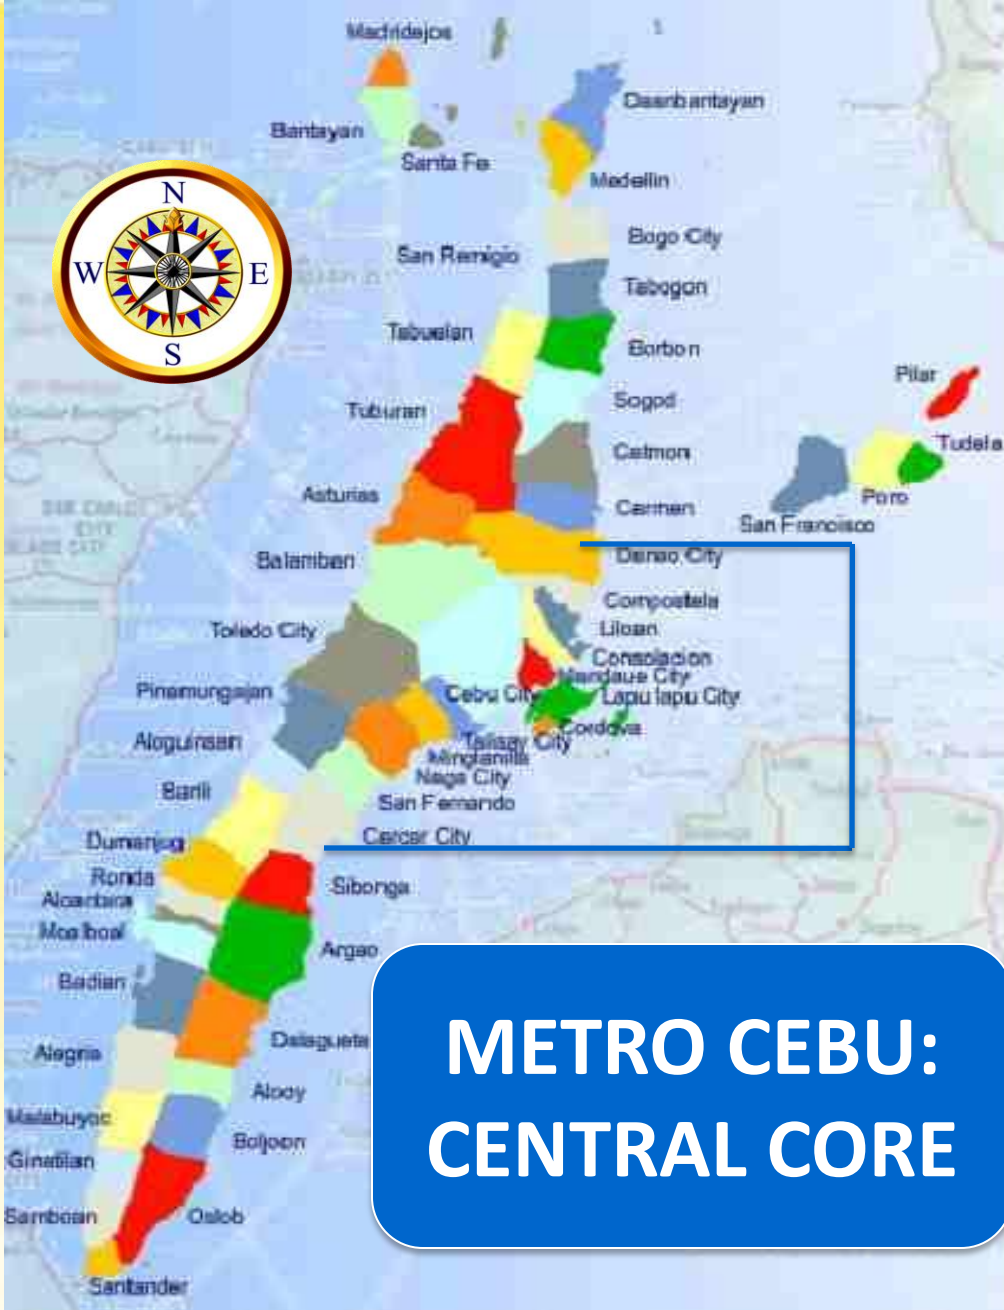 Madridejos
Daanbantayan
Bantayan
Santa Fe
Medellin
N
W
E
S
Bogo City
San Remigio
Tabogon
Tabuelan
Borbon
Pilar
Sogod
Tuburan
Tudela
Catmon
Asturias
Poro
Carmen
San Francisco
Danao City
Balamban
Compostela
Liloan
Toledo City
Consolacion
Mandaue City
Pinamungajan
Cebu City
Lapu lapu City
Cordova
Aloguinsan
Talisay City
Minglanilla
Naga City
Barili
San Fernando
Carcar City
Dumanjug
Ronda
Sibonga
Alcantara
Moalboal
Argao
Badian
Dalaguete
Alegria
Alcoy
Malabuyoc
Boljoon
Ginatilan
Samboan
Oslob
Santander
METRO CEBU:
CENTRAL CORE